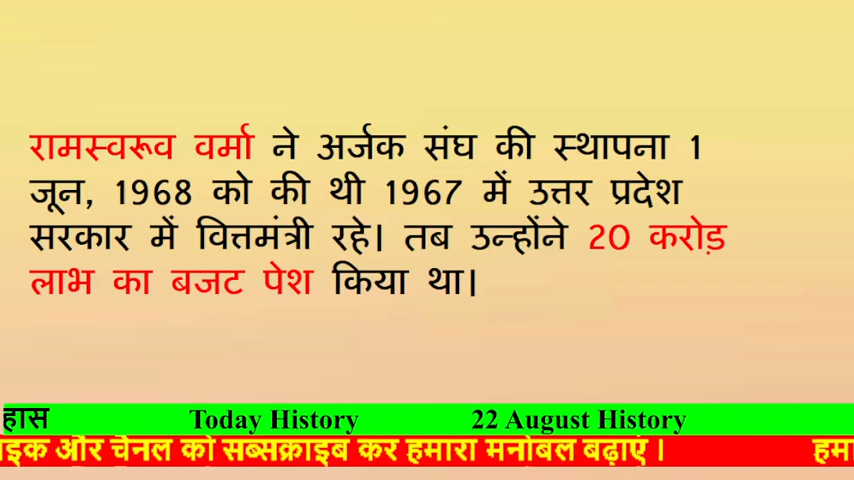 रामस्वरूव वर्मा ने अर्जक संघ की स्थापना 1
जून, 1968 को की थी 1967 में उत्तर प्रदेश
सरकार में वित्तमंत्री रहे। तब उन्होंने 20 करोड़
लाभ का बजट पेश किया था।
हास Today History 22 August History
इक और चैनल को सब्सक्राइब कर हमारा मनोबल बढ़ाएं । हमा